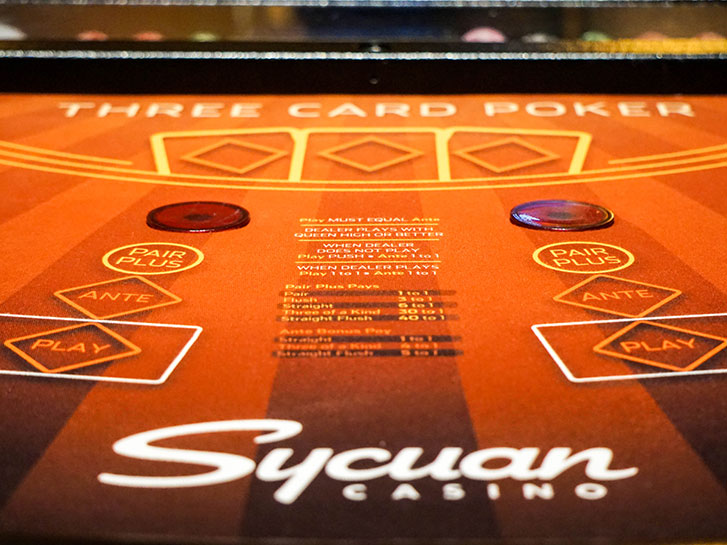 THREE CARD POKER
Play MUST EQUAL Ante
DEALER PLAYS WITH
QUEEN HIGH OR BETTER
WHEN DEALER
DOES NOT PLAY
Play PUSH • Ante 1 to 1
WHEN DEALER PLAYS
Play 1 to 1 • Ante 1 to 1
PAIR
PLUS
ANTE
PLAY
PAIR
PLUS
ANTE
PLAY
Pair Plus Pays
Pair 1 to 1
Flush 3 to 1
Straight 6 to 1
Three of a Kind 30 to 1
Straight Flush 40 to 1
Ante Bonus Pay
Straight 1 to 1
Three of a Kind
Straight Flush 5 to 1
Sycuan
CASINO